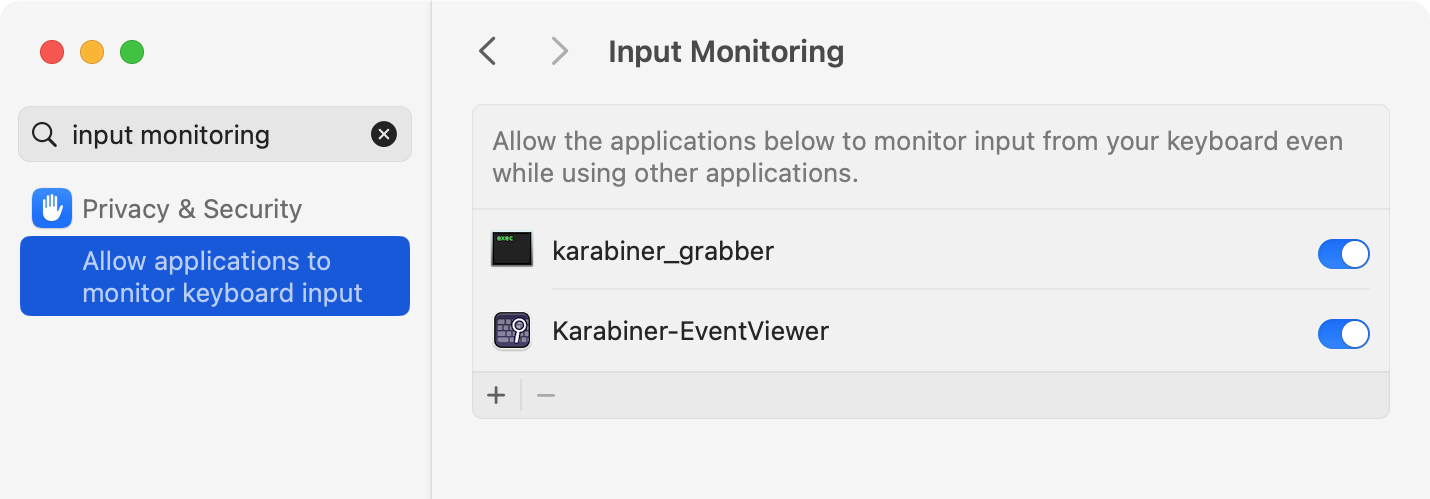 input monitoring
Privacy & Security
Allow applications to
monitor keyboard input
Input Monitoring
Allow the applications below to monitor input from your keyboard even
while using other applications.
exec
karabiner_grabber
Karabiner-EventViewer